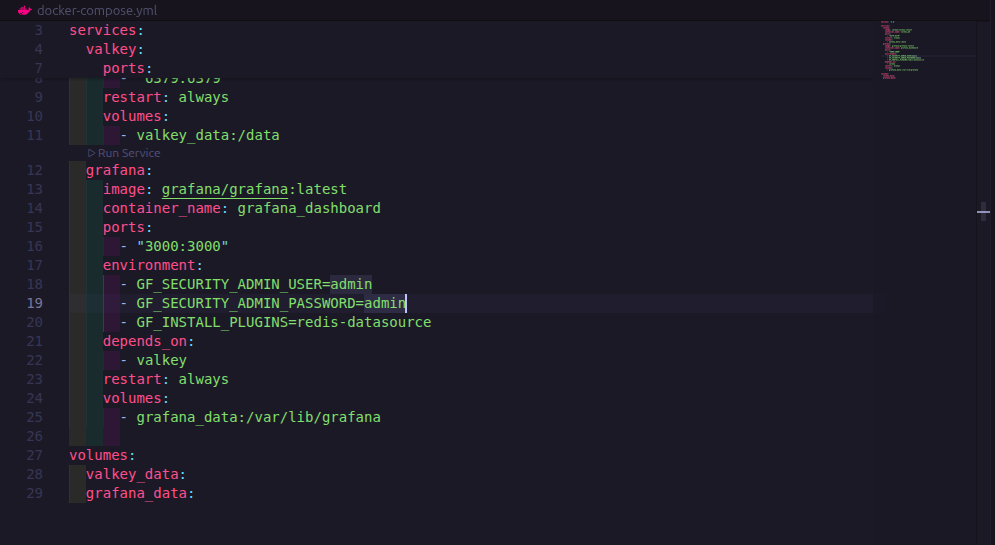 docker-compose.yml
3 services:
4 valkey:
7 ports:
8 - "6379:6379"
9 restart: always
10 volumes:
11 - valkey_data:/data
Run Service
12 grafana:
13 image: grafana/grafana:latest
14 container_name: grafana_dashboard
15 ports:
16 - "3000:3000"
17 environment:
18 - GF_SECURITY_ADMIN_USER=admin
19 - GF_SECURITY_ADMIN_PASSWORD=admin
20 - GF_INSTALL_PLUGINS=redis-datasource
21 depends_on:
22 - valkey
23 restart: always
24 volumes:
25 - grafana_data:/var/lib/grafana
26
27 volumes:
28 valkey_data:
29 grafana_data: